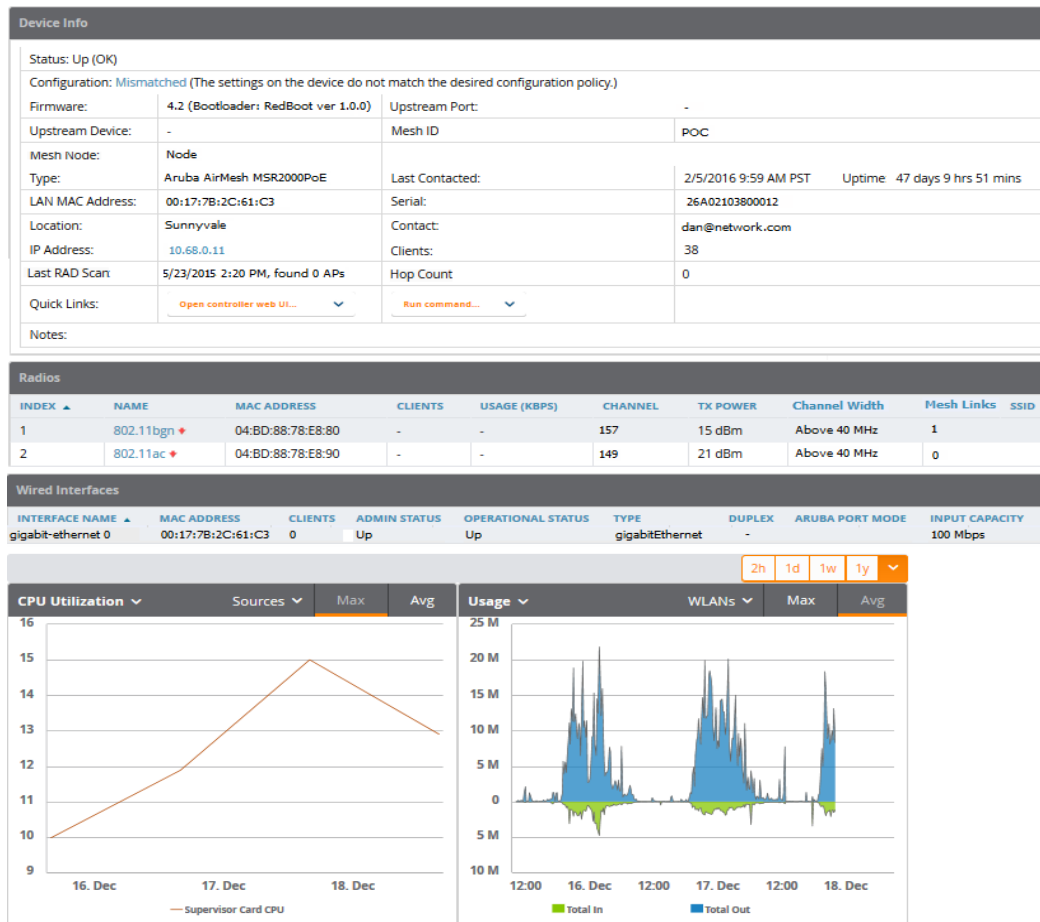 Device Info
Status: Up (OK)
Configuration: Mismatched (The settings on the device do not match the desired configuration policy.)
Firmware: 4.2 (Bootloader: RedBoot ver 1.0.0) Upstream Port: -
Upstream Device: - Mesh ID POC
Mesh Node: Node
Type: Aruba AirMesh MSR2000PoE Last Contacted: 2/5/2016 9:59 AM PST Uptime 47 days 9 hrs 51 mins
LAN MAC Address: 00:17:7B:2C:61:C3 Serial: 26A02103800012
Location: Sunnyvale Contact: dan@network.com
IP Address: 10.68.0.11 Clients: 38
Last RAD Scan 5/23/2015 2:20 PM, found 0 APs Hop Count 0
Quick Links: Open controller web UI... Run command...
Notes:
Radios
INDEX NAME MAC ADDRESS CLIENTS USAGE (KBPS) CHANNEL TX POWER Channel Width Mesh Links SSID
1 802.11bgn 04:BD:88:78:E8:80 - - 157 15 dBm Above 40 MHz 1
2 802.11ac 04:BD:88:78:E8:90 - - 149 21 dBm Above 40 MHz 0
Wired Interfaces
INTERFACE NAME MAC ADDRESS CLIENTS ADMIN STATUS OPERATIONAL STATUS TYPE DUPLEX ARUBA PORT MODE INPUT CAPACITY
gigabit-ethernet 0 00:17:7B:2C:61:C3 0 Up Up gigabitEthernet - 100 Mbps
2h 1d 1w 1y
CPU Utilization Sources Max Avg
16
15
14
13
12
11
10
9
16. Dec 17. Dec 18. Dec
Supervisor Card CPU
Usage WLANs Max Avg
25 M
20 M
15 M
10 M
5 M
0
5 M
10 M
12:00 16. Dec 12:00 17. Dec 12:00 18. Dec
Total In Total Out